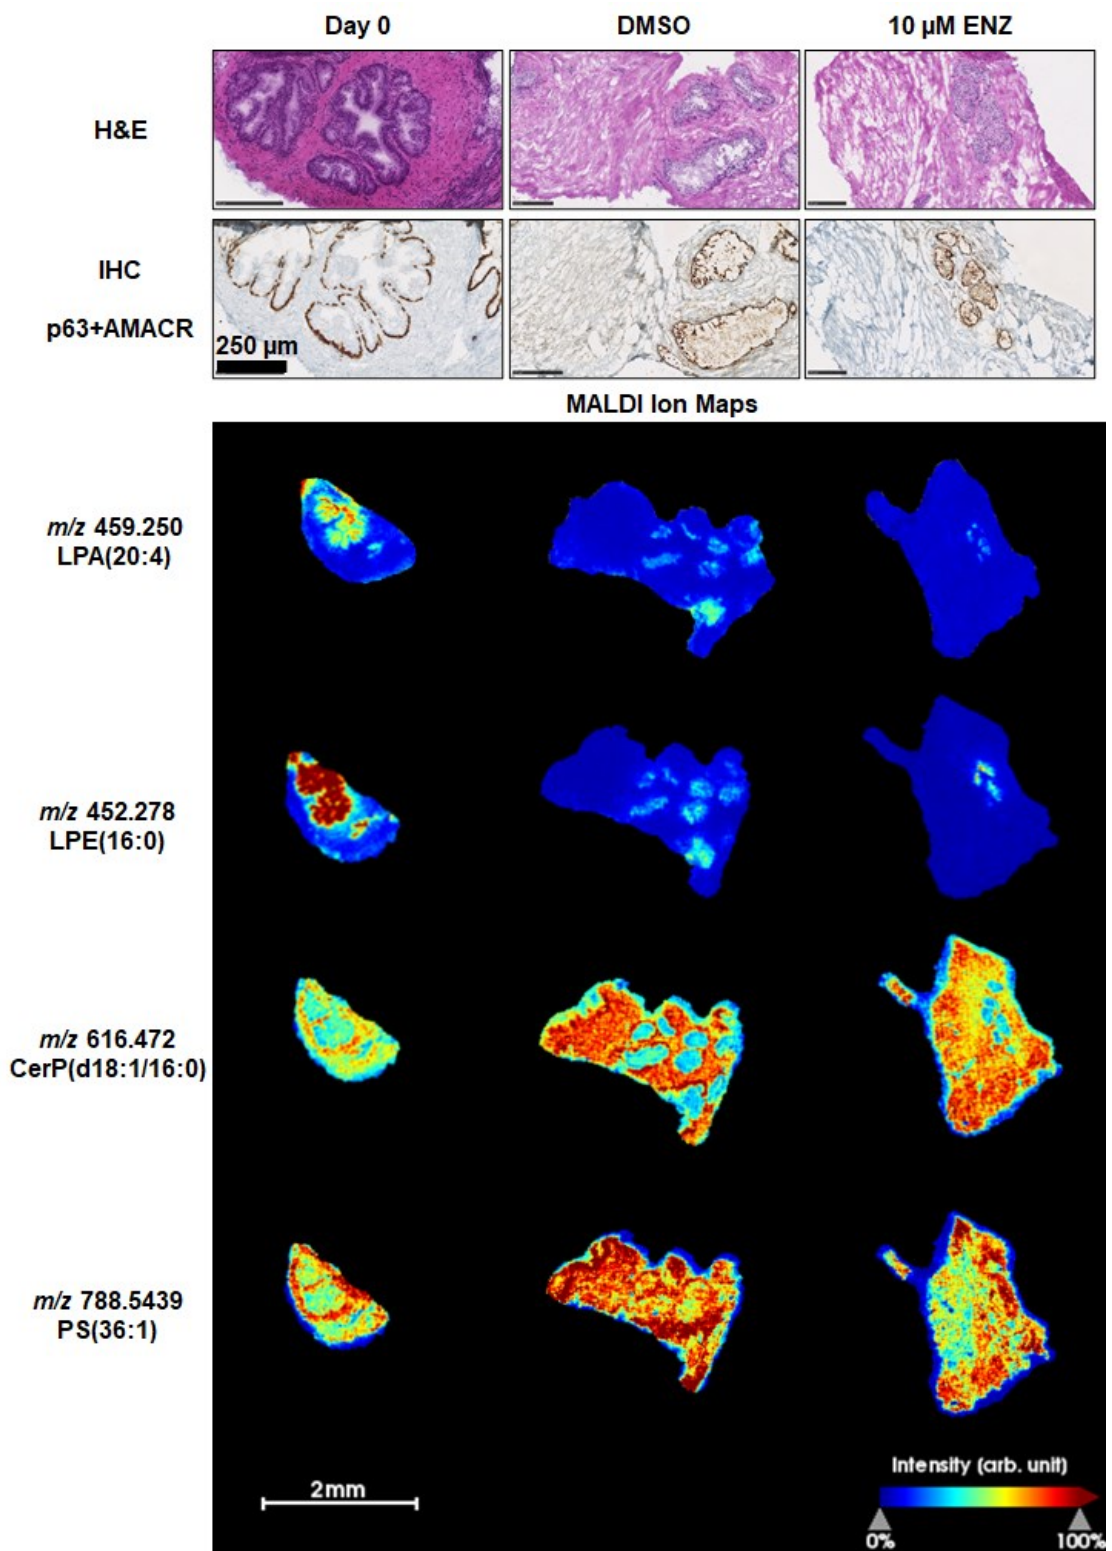 Day 0 DMSO 10 µM ENZ
H&E
IHC
p63+AMACR
250 µm
MALDI Ion Maps
m/z 459.250
LPA(20:4)
m/z 452.278
LPE(16:0)
m/z 616.472
CerP(d18:1/16:0)
m/z 788.5439
PS(36:1)
2mm
Intensity (arb. unit)
0% 100%